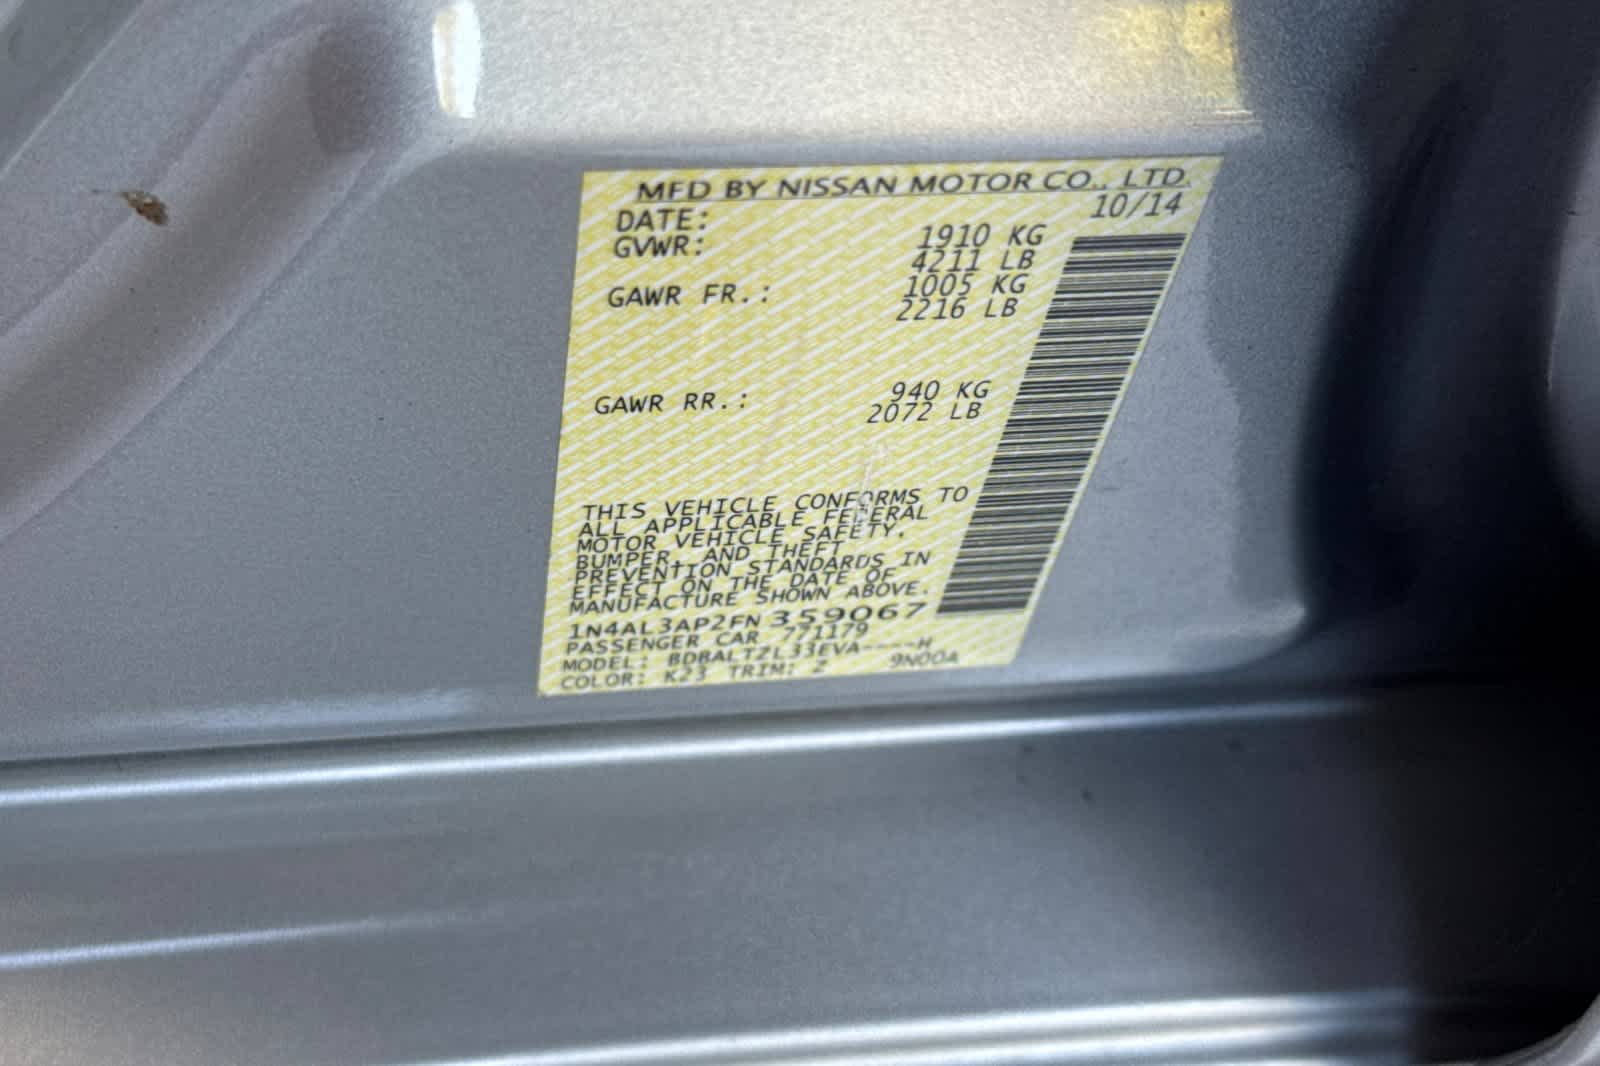 MFD BY NISSAN MOTOR CO., LTD.
DATE: 10/14
GVWR: 1910 KG
4211 LB
GAWR FR.: 1005 KG
2216 LB
GAWR RR.: 940 KG
2072 LB
THIS VEHICLE CONFORMS TO
ALL APPLICABLE FEDERAL
MOTOR VEHICLE SAFETY,
BUMPER, AND THEFT
PREVENTION STANDARDS IN
EFFECT ON THE DATE OF
MANUFACTURE SHOWN ABOVE.
1N4AL3AP2FN359067
PASSENGER CAR 771179
MODEL: BDBALTZL33EVA----H
COLOR: K23 TRIM: Z 9N00A